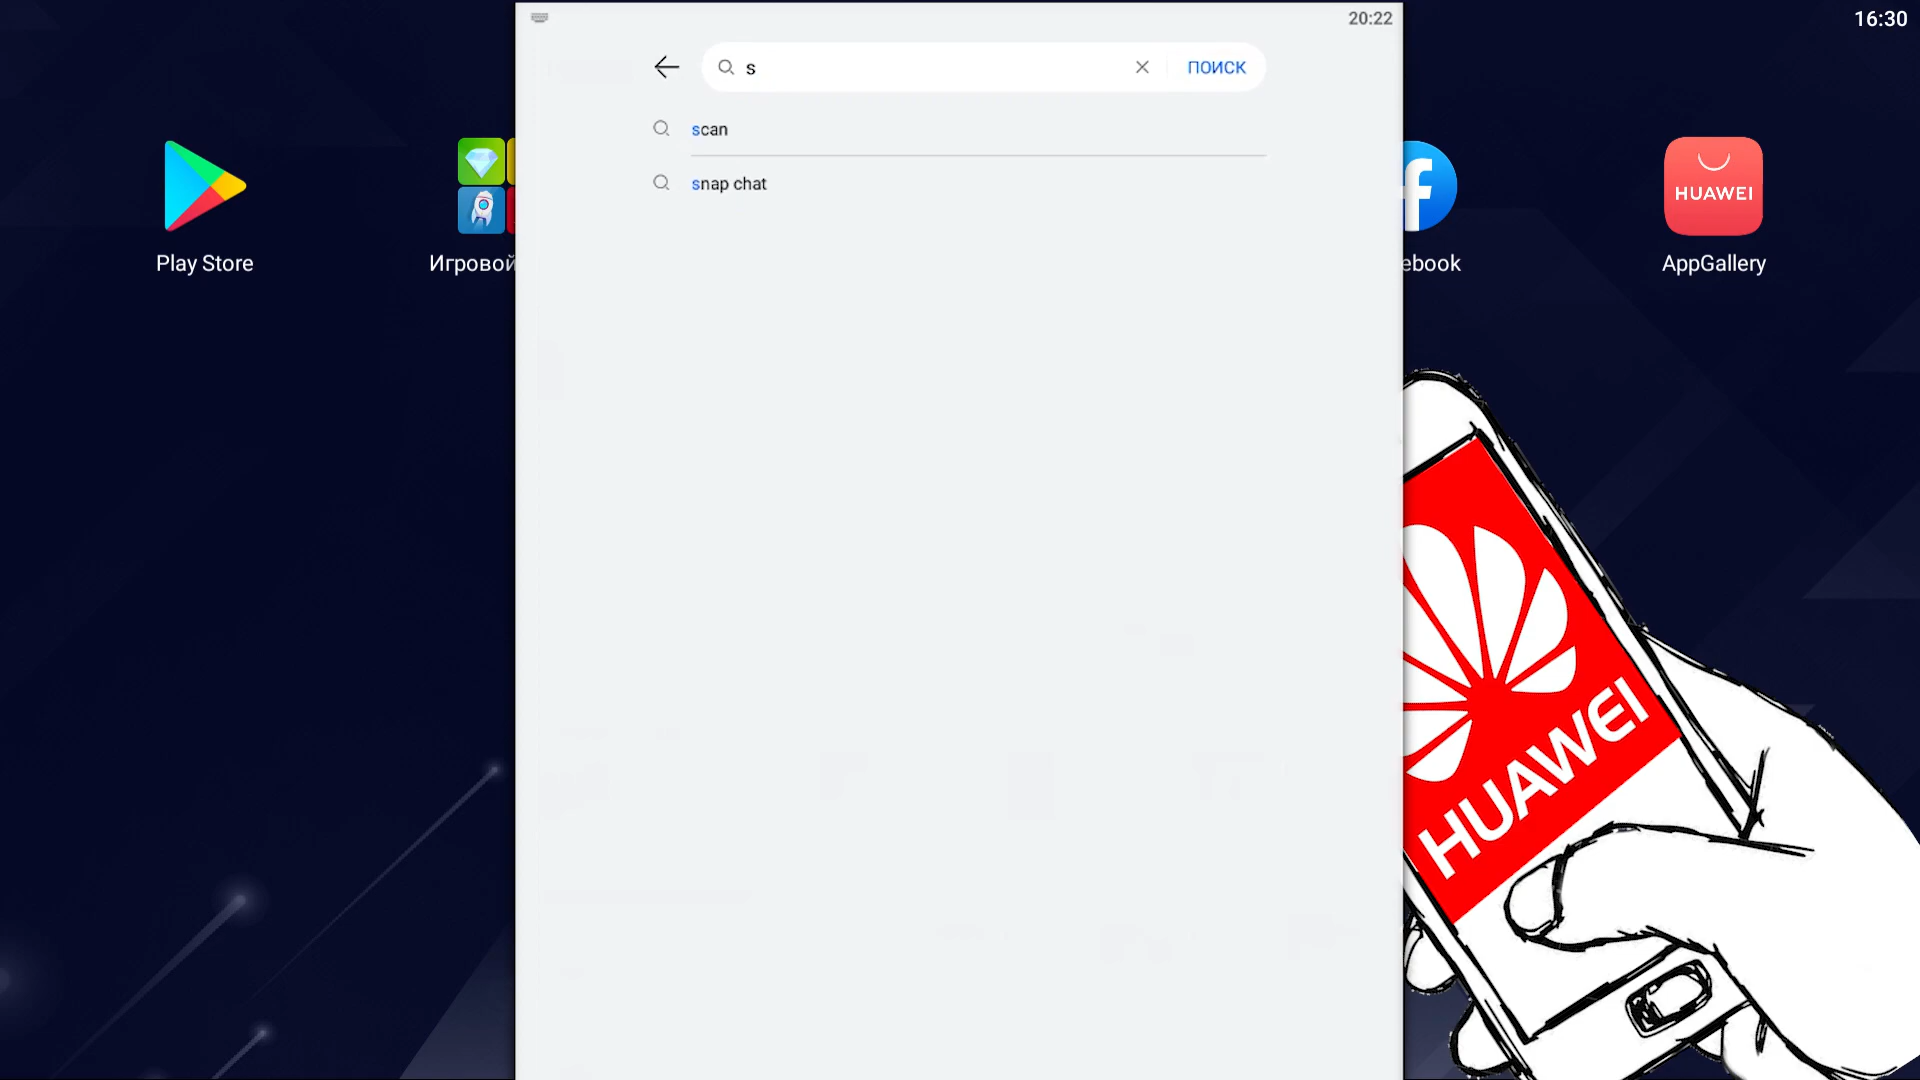 20:22
16:30
s
ПОИСК
scan
snap chat
HUAWEI
Play Store
Игровой
ebook
AppGallery
HUAWEI